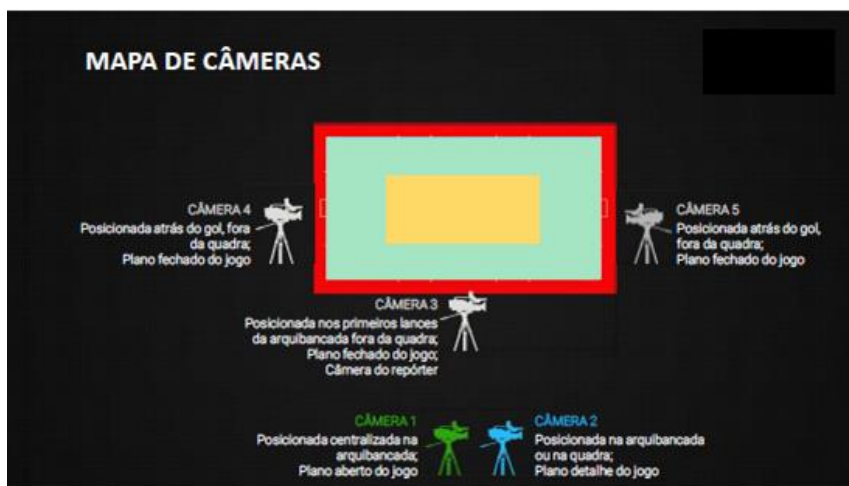 MAPA DE CÂMERAS
CÂMERA 4
Posicionada atrás do gol, fora
da quadra;
Plano fechado do jogo
CÂMERA 5
Posicionada atrás do gol,
fora da quadra;
Plano fechado do jogo
CÂMERA 3
Posicionada nos primeiros lances
da arquibancada fora da quadra;
Plano fechado do jogo;
Câmera do repórter
CÂMERA 1
Posicionada centralizada na
arquibancada;
Plano aberto do jogo
CÂMERA 2
Posicionada na arquibancada
ou na quadra;
Plano detalhe do jogo